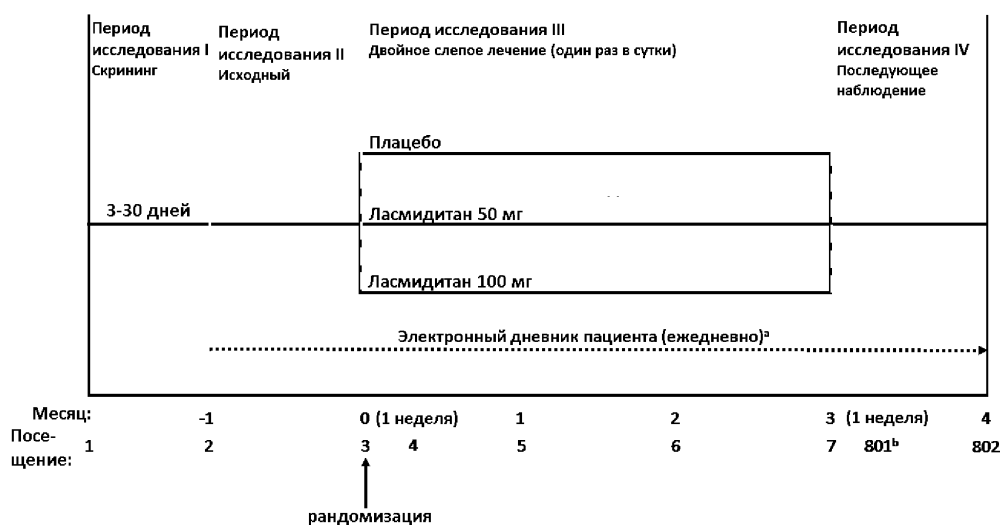 Период
исследования I
Скрининг
Период
исследования II
Исходный
Период исследования III
Двойное слепое лечение (один раз в сутки)
Период
исследования IV
Последующее
наблюдение
Плацебо
3-30 дней
Ласмидитан 50 мг
Ласмидитан 100 мг
Электронный дневник пациента (ежедневно)ᵃ
Месяц: -1 0 (1 неделя) 1 2 3 (1 неделя) 4
Посе-
щение: 1 2 3 4 5 6 7 801ᵇ 802
рандомизация